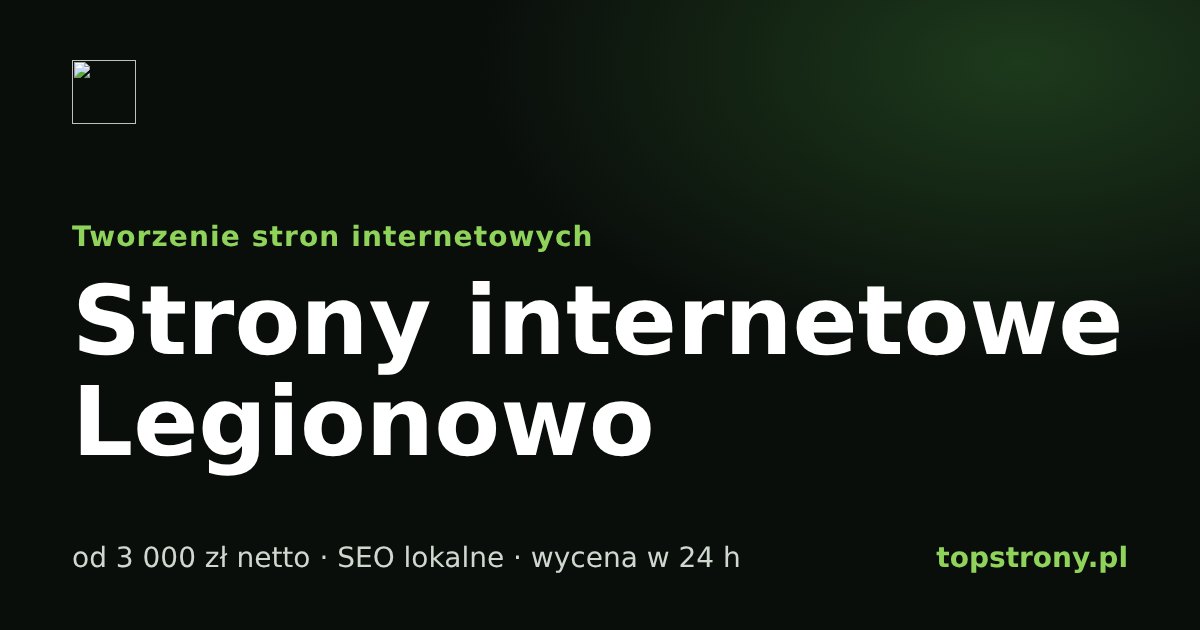 Tworzenie stron internetowych
Strony internetowe
Legionowo
od 3 000 zł netto · SEO lokalne · wycena w 24 h
topstrony.pl